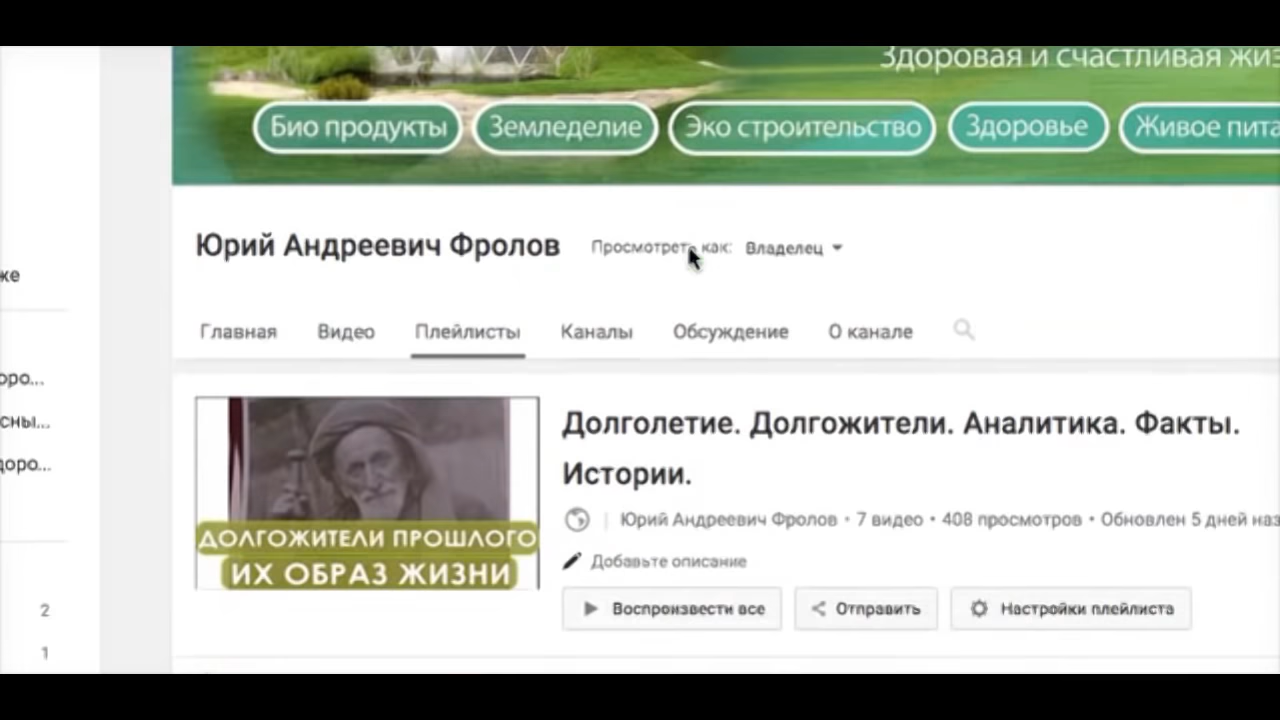 Здоровая и счастливая жиз
Био продукты
Земледелие
Эко строительство
Здоровье
Живое пита
Юрий Андреевич Фролов
Просмотреть как:
Владелец
же
Главная
Видео
Плейлисты
Каналы
Обсуждение
О канале
оро...
сны...
доро...
Долголетие. Долгожители. Аналитика. Факты.
Истории.
Юрий Андреевич Фролов • 7 видео • 408 просмотров • Обновлен 5 дней наз
ДОЛГОЖИТЕЛИ ПРОШЛОГО
ИХ ОБРАЗ ЖИЗНИ
Добавьте описание
Воспроизвести все
Отправить
Настройки плейлиста
2
1